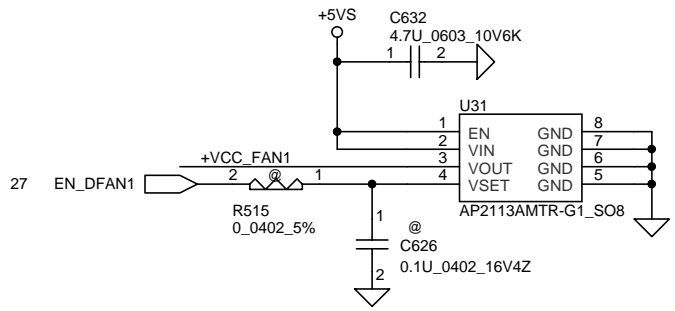 +5VS
C632
4.7U_0603_10V6K
1 2
U31
1 EN GND 8
2 VIN GND 7
+VCC_FAN1 3 VOUT GND 6
27 EN_DFAN1 2 @ 1 4 VSET GND 5
R515
0_0402_5%
AP2113AMTR-G1_SO8
1 @
C626
0.1U_0402_16V4Z
2